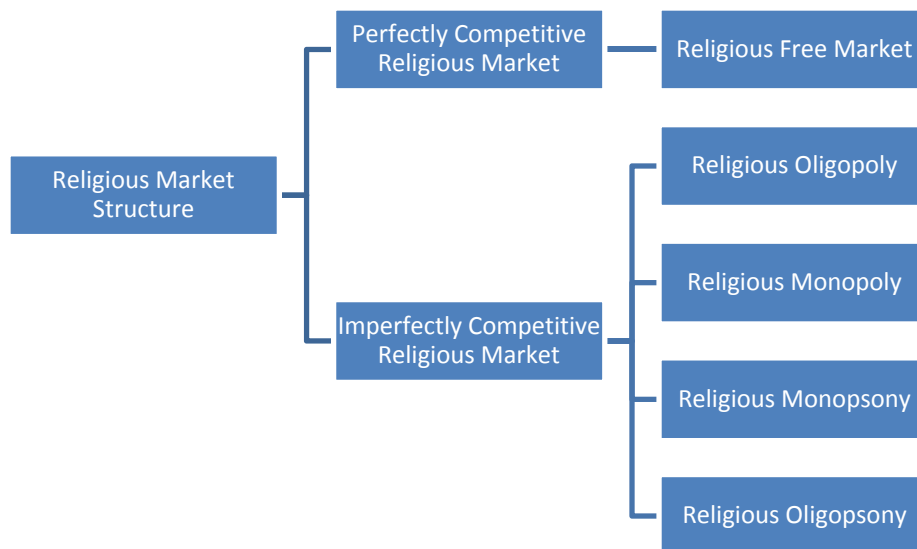 Perfectly Competitive
Religious Market
Religious Free Market
Religious Market
Structure
Religious Oligopoly
Religious Monopoly
Imperfectly Competitive
Religious Market
Religious Monopsony
Religious Oligopsony